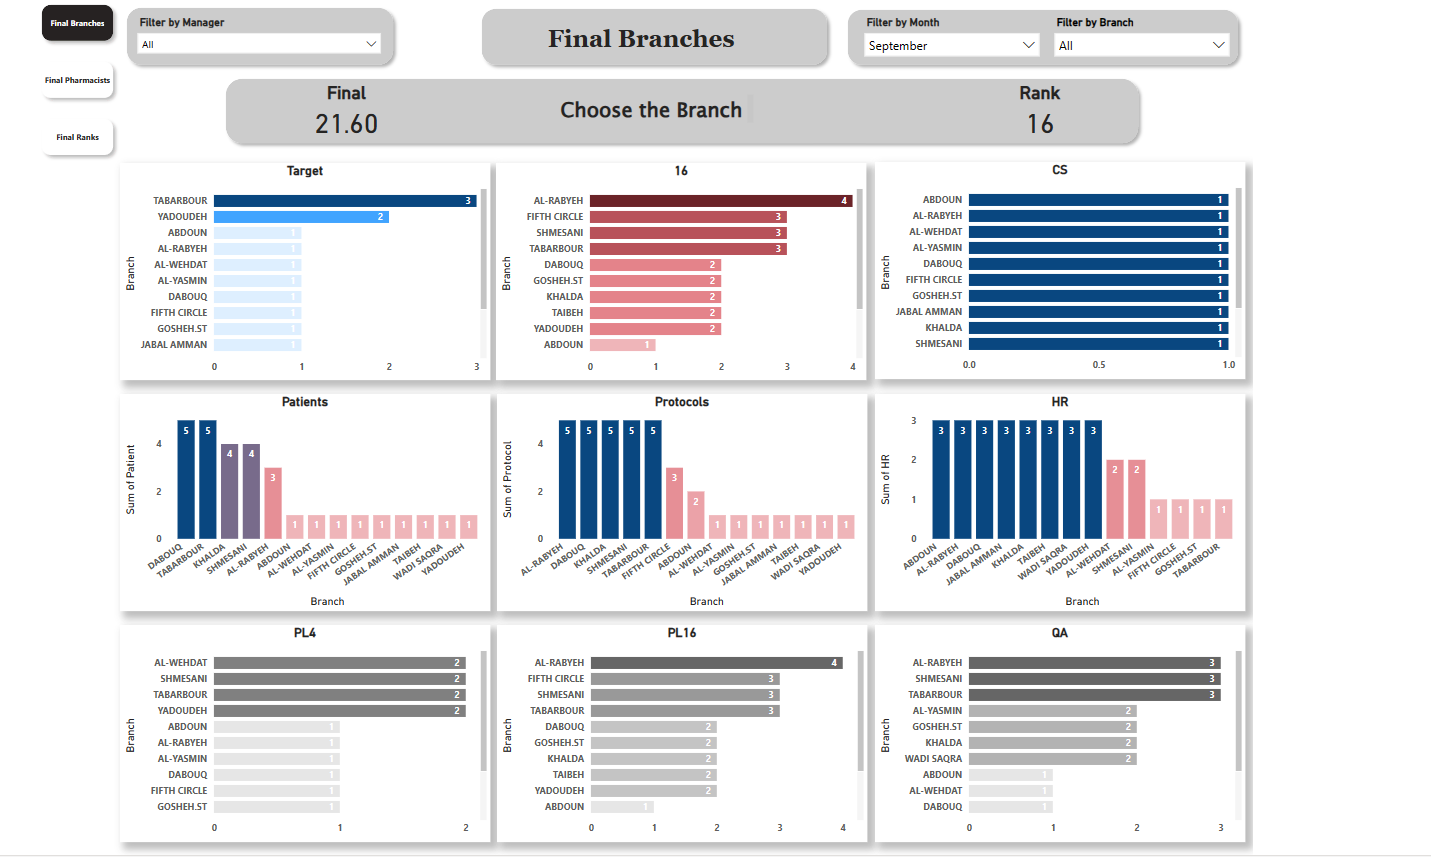 Final Branches
Final Pharmacists
Final Ranks
Filter by Manager
All
Final Branches
Filter by Month
September
Filter by Branch
All
Final
21.60
Choose the Branch
Rank
16
Target
Branch
TABARBOUR 3
YADOUDEH 2
ABDOUN 1
AL-RABYEH 1
AL-WEHDAT 1
AL-YASMIN 1
DABOUQ 1
FIFTH CIRCLE 1
GOSHEH.ST 1
JABAL AMMAN 1
0 1 2 3
16
Branch
AL-RABYEH 4
FIFTH CIRCLE 3
SHMESANI 3
TABARBOUR 3
DABOUQ 2
GOSHEH.ST 2
KHALDA 2
TAIBEH 2
YADOUDEH 2
ABDOUN 1
0 1 2 3 4
CS
Branch
ABDOUN 1
AL-RABYEH 1
AL-WEHDAT 1
AL-YASMIN 1
DABOUQ 1
FIFTH CIRCLE 1
GOSHEH.ST 1
JABAL AMMAN 1
KHALDA 1
SHMESANI 1
0.0 0.5 1.0
Patients
Sum of Patient
4
2
0
5 5 4 4 3 1 1 1 1 1 1 1 1 1
DABOUQ
TABARBOUR
KHALDA
SHMESANI
AL-RABYEH
ABDOUN
AL-WEHDAT
AL-YASMIN
FIFTH CIRCLE
GOSHEH.ST
JABAL AMMAN
TAIBEH
WADI SAQRA
YADOUDEH
Branch
Protocols
Sum of Protocol
4
2
0
5 5 5 5 5 3 2 1 1 1 1 1 1 1
AL-RABYEH
DABOUQ
KHALDA
SHMESANI
TABARBOUR
FIFTH CIRCLE
ABDOUN
AL-WEHDAT
AL-YASMIN
GOSHEH.ST
JABAL AMMAN
TAIBEH
WADI SAQRA
YADOUDEH
Branch
HR
Sum of HR
3
2
1
0
3 3 3 3 3 3 3 3 2 2 1 1 1 1
ABDOUN
AL-RABYEH
DABOUQ
JABAL AMMAN
KHALDA
TAIBEH
WADI SAQRA
YADOUDEH
AL-WEHDAT
SHMESANI
AL-YASMIN
FIFTH CIRCLE
GOSHEH.ST
TABARBOUR
Branch
PL4
Branch
AL-WEHDAT 2
SHMESANI 2
TABARBOUR 2
YADOUDEH 2
ABDOUN 1
AL-RABYEH 1
AL-YASMIN 1
DABOUQ 1
FIFTH CIRCLE 1
GOSHEH.ST 1
0 1 2
PL16
Branch
AL-RABYEH 4
FIFTH CIRCLE 3
SHMESANI 3
TABARBOUR 3
DABOUQ 2
GOSHEH.ST 2
KHALDA 2
TAIBEH 2
YADOUDEH 2
ABDOUN 1
0 1 2 3 4
QA
Branch
AL-RABYEH 3
SHMESANI 3
TABARBOUR 3
AL-YASMIN 2
GOSHEH.ST 2
KHALDA 2
WADI SAQRA 2
ABDOUN 1
AL-WEHDAT 1
DABOUQ 1
0 1 2 3